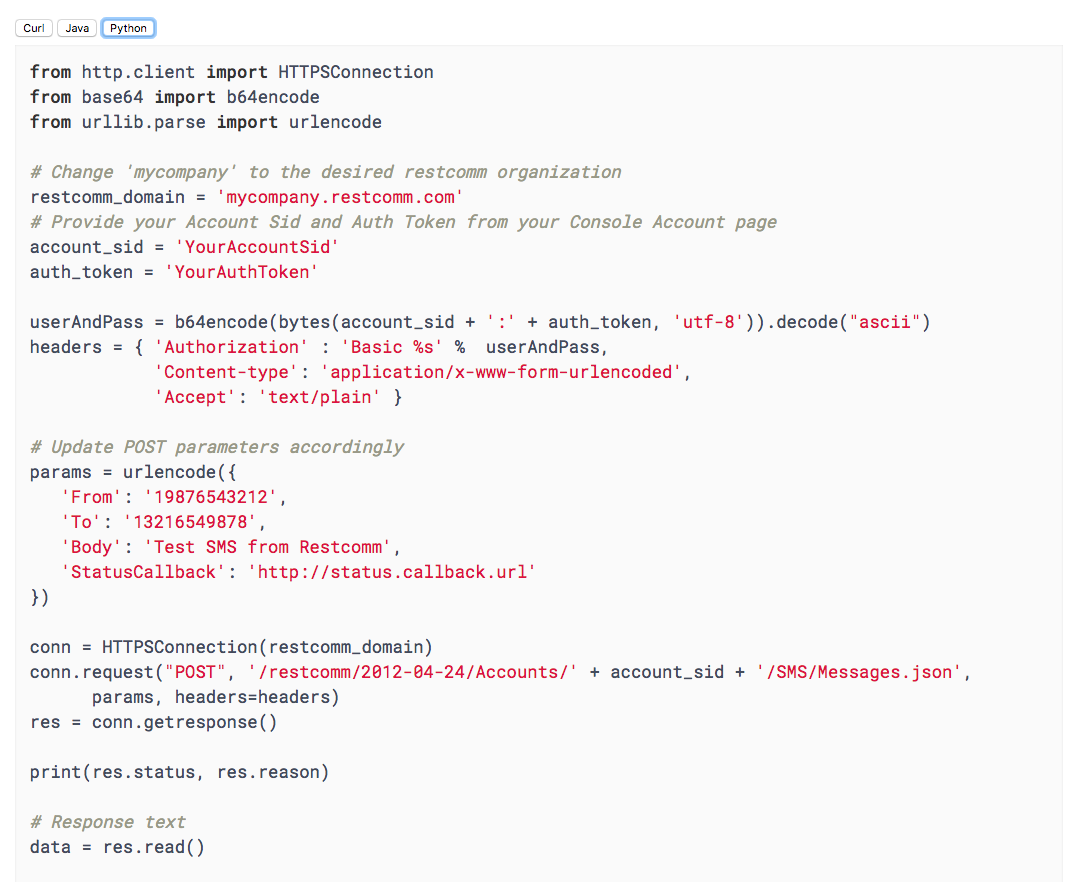 Curl Java Python
from http.client import HTTPSConnection
from base64 import b64encode
from urllib.parse import urlencode
# Change 'mycompany' to the desired restcomm organization
restcomm_domain = 'mycompany.restcomm.com'
# Provide your Account Sid and Auth Token from your Console Account page
account_sid = 'YourAccountSid'
auth_token = 'YourAuthToken'
userAndPass = b64encode(bytes(account_sid + ':' + auth_token, 'utf-8')).decode("ascii")
headers = { 'Authorization' : 'Basic %s' %  userAndPass,
            'Content-type': 'application/x-www-form-urlencoded',
            'Accept': 'text/plain' }
# Update POST parameters accordingly
params = urlencode({
   'From': '19876543212',
   'To': '13216549878',
   'Body': 'Test SMS from Restcomm',
   'StatusCallback': 'http://status.callback.url'
})
conn = HTTPSConnection(restcomm_domain)
conn.request("POST", '/restcomm/2012-04-24/Accounts/' + account_sid + '/SMS/Messages.json',
      params, headers=headers)
res = conn.getresponse()
print(res.status, res.reason)
# Response text
data = res.read()